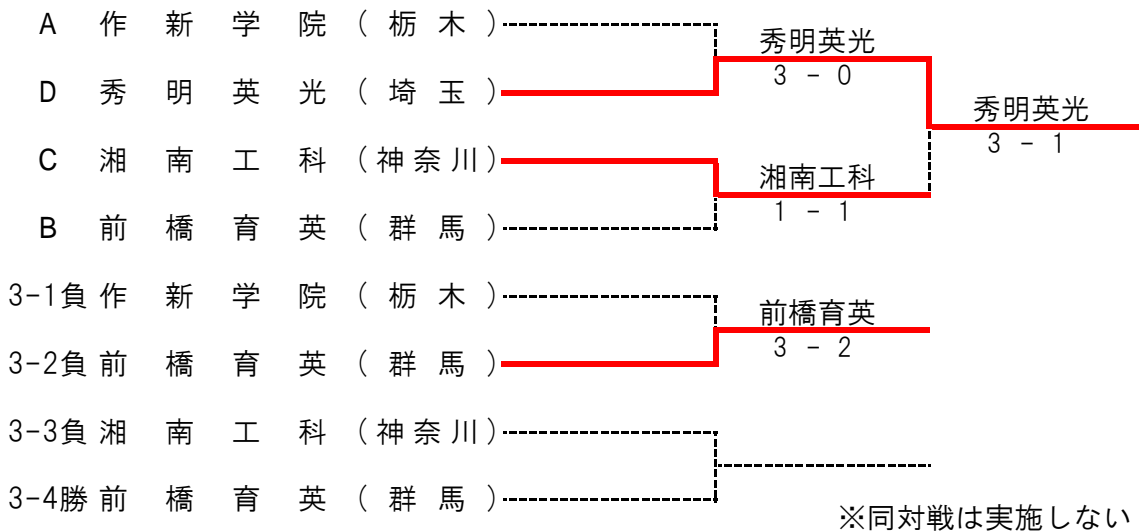 A 作新学院(栃木)
秀明英光
3 - 0
D 秀明英光(埼玉)
秀明英光
3 - 1
C 湘南工科(神奈川)
湘南工科
1 - 1
B 前橋育英(群馬)
3-1負 作新学院(栃木)
前橋育英
3 - 2
3-2負 前橋育英(群馬)
3-3負 湘南工科(神奈川)
3-4勝 前橋育英(群馬)
※同対戦は実施しない